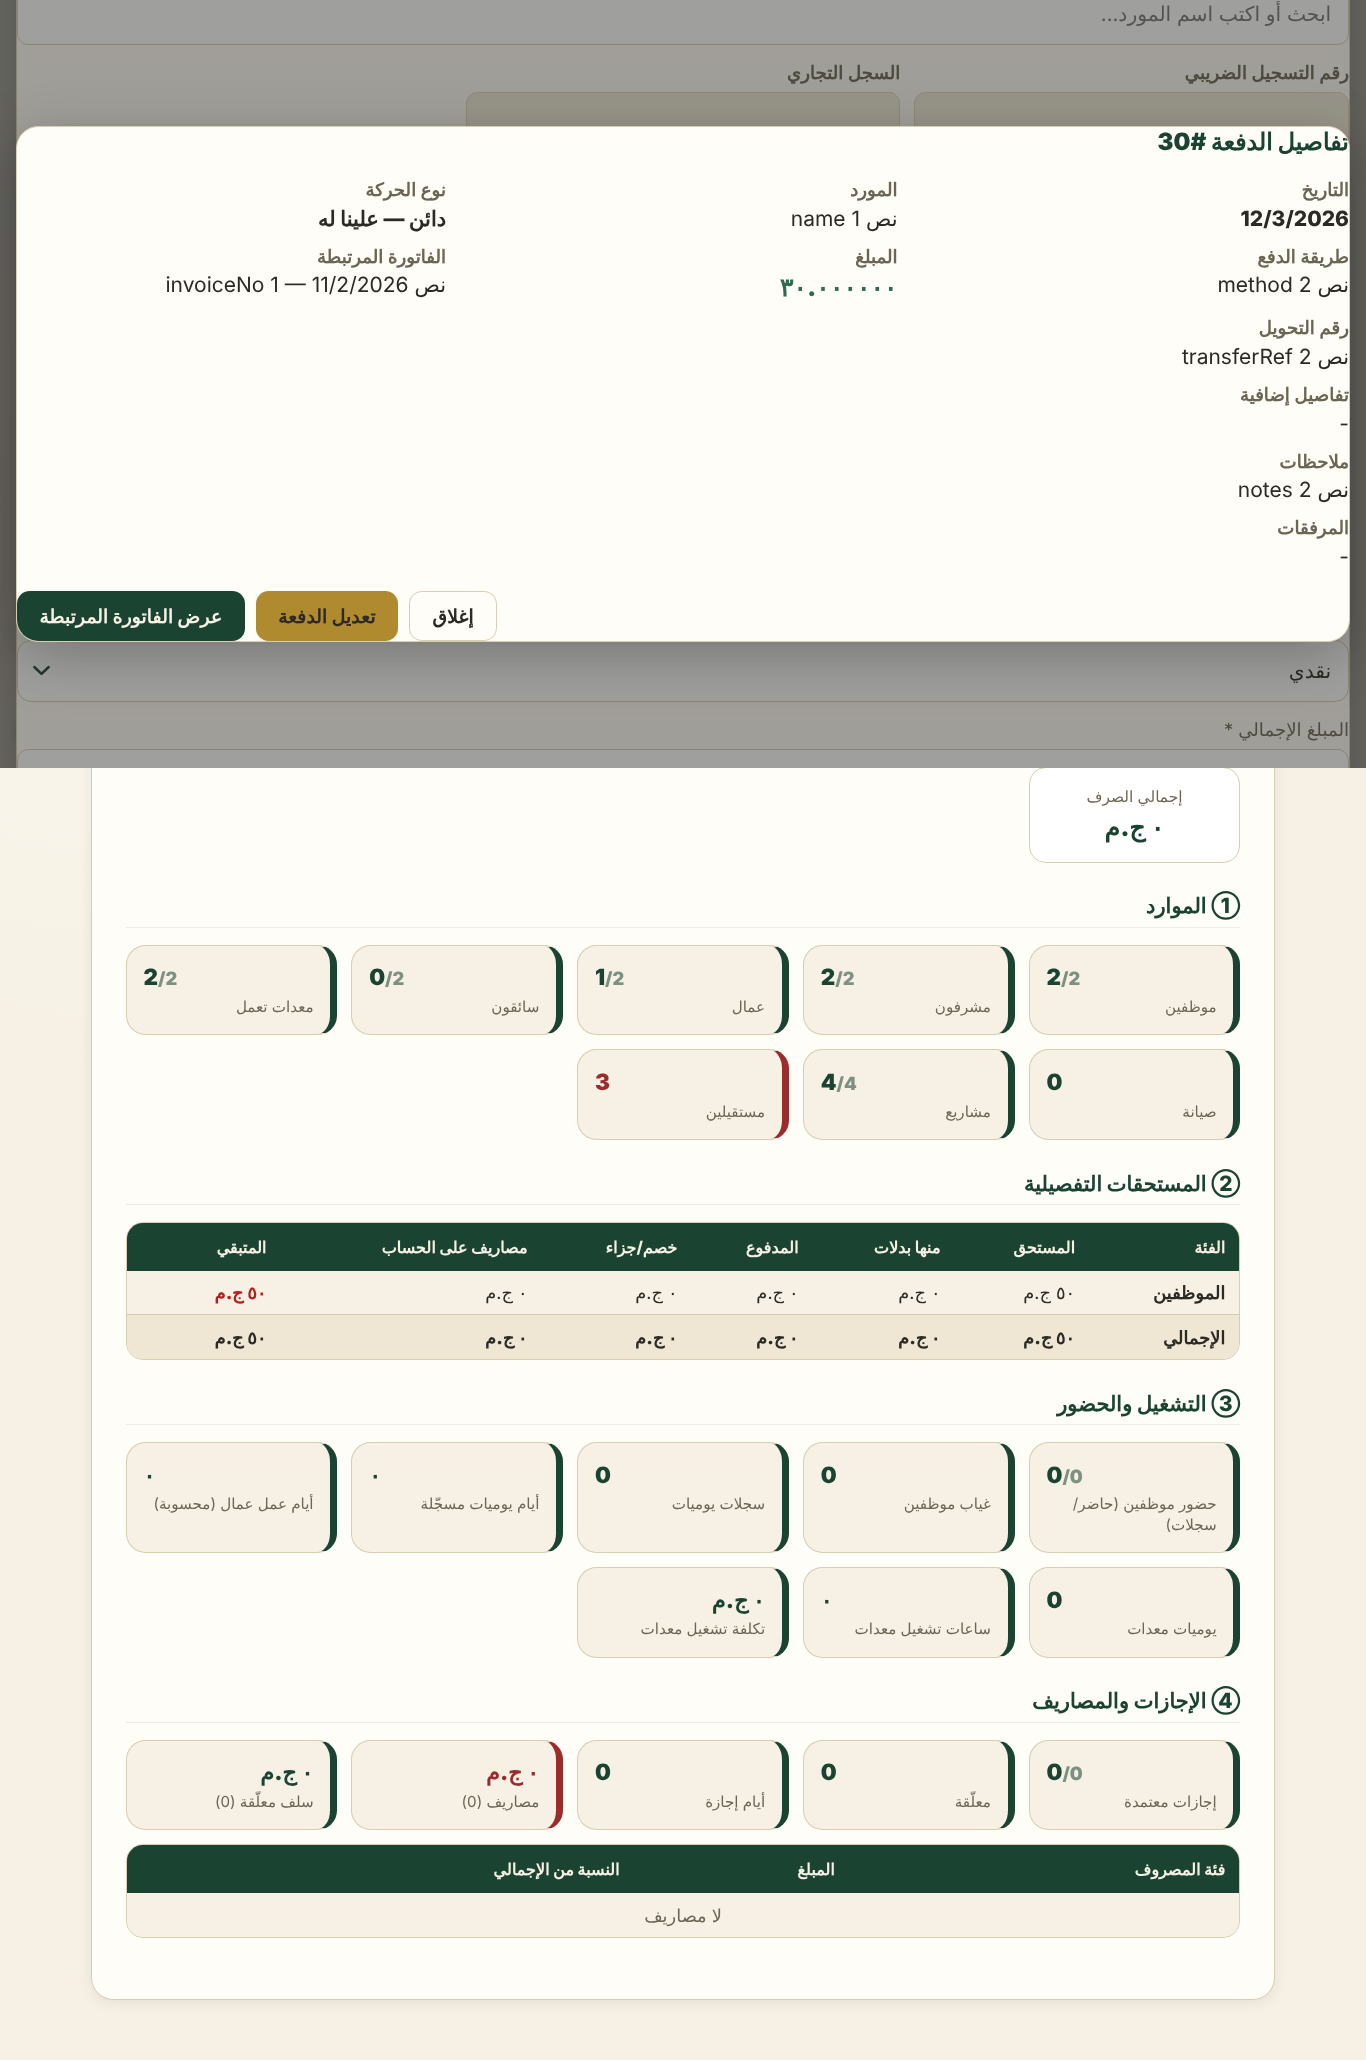 ابحث أو اكتب اسم المورد...
رقم التسجيل الضريبي
السجل التجاري
تفاصيل الدفعة #30
التاريخ
المورد
نوع الحركة
12/3/2026
نص 1 name
دائن — علينا له
طريقة الدفع
المبلغ
الفاتورة المرتبطة
نص 2 method
٣٠.٠٠٠٠٠٠
نص invoiceNo 1 — 11/2/2026
رقم التحويل
نص 2 transferRef
تفاصيل إضافية
-
ملاحظات
نص 2 notes
المرفقات
-
إغلاق
تعديل الدفعة
عرض الفاتورة المرتبطة
نقدي
المبلغ الإجمالي *
إجمالي الصرف
٠ ج.م
① الموارد
2/2
2/2
1/2
0/2
2/2
موظفين
مشرفون
عمال
سائقون
معدات تعمل
0
4/4
3
صيانة
مشاريع
مستقيلين
② المستحقات التفصيلية
الفئة المستحق منها بدلات المدفوع خصم/جزاء مصاريف على الحساب المتبقي
الموظفين ٥٠ ج.م ٠ ج.م ٠ ج.م ٠ ج.م ٠ ج.م ٥٠ ج.م
الإجمالي ٥٠ ج.م ٠ ج.م ٠ ج.م ٠ ج.م ٠ ج.م ٥٠ ج.م
③ التشغيل والحضور
0/0
0
0
٠
٠
حضور موظفين (حاضر/
سجلات)
غياب موظفين
سجلات يوميات
أيام يوميات مسجّلة
أيام عمل عمال (محسوبة)
0
٠
٠ ج.م
يوميات معدات
ساعات تشغيل معدات
تكلفة تشغيل معدات
④ الإجازات والمصاريف
0/0
0
0
٠ ج.م
٠ ج.م
إجازات معتمدة
معلّقة
أيام إجازة
مصاريف (0)
سلف معلّقة (0)
فئة المصروف المبلغ النسبة من الإجمالي
لا مصاريف